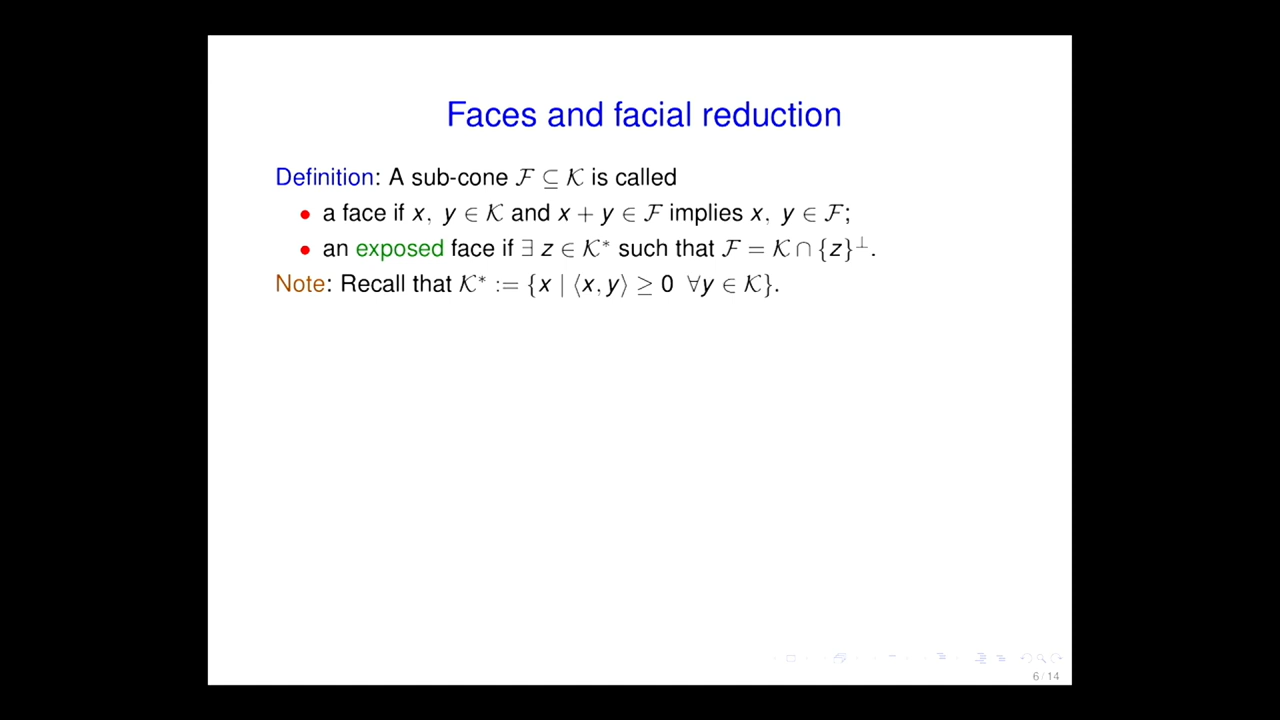 Faces and facial reduction
Definition: A sub-cone ℱ ⊆ 𝒦 is called
• a face if x, y ∈ 𝒦 and x + y ∈ ℱ implies x, y ∈ ℱ;
• an exposed face if ∃ z ∈ 𝒦* such that ℱ = 𝒦 ∩ {z}⊥.
Note: Recall that 𝒦* := {x | ⟨x, y⟩ ≥ 0 ∀y ∈ 𝒦}.
6 / 14